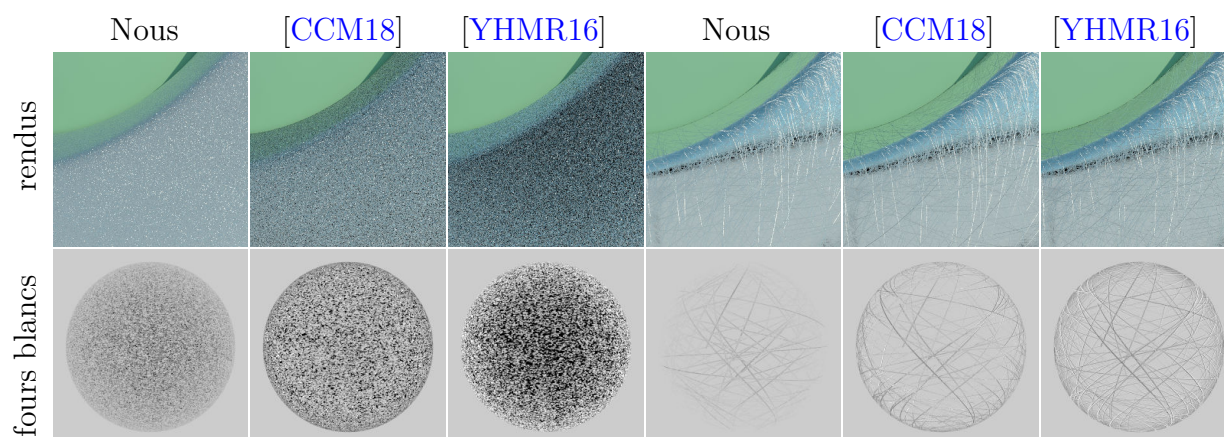 Nous [CCM18] [YHMR16] Nous [CCM18] [YHMR16]
rendus
fours blancs